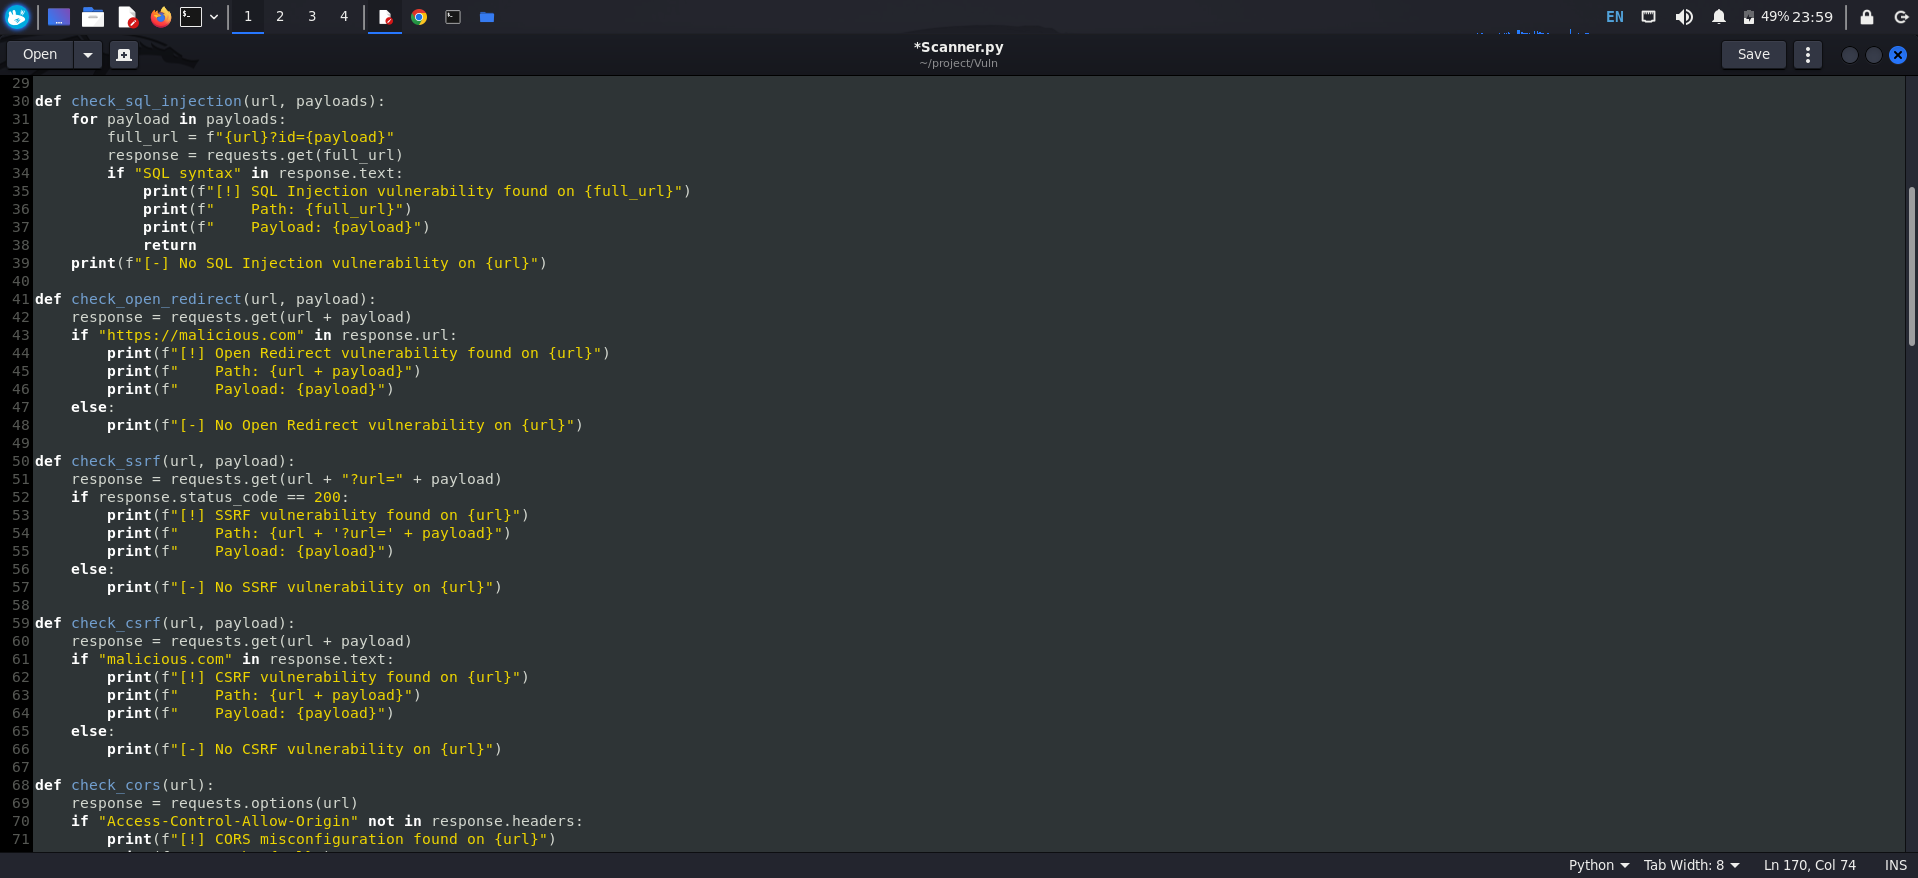 1 2 3 4 EN 49% 23:59
Open *Scanner.py Save
~/project/Vuln
29
30 def check_sql_injection(url, payloads):
31     for payload in payloads:
32         full_url = f"{url}?id={payload}"
33         response = requests.get(full_url)
34         if "SQL syntax" in response.text:
35             print(f"[!] SQL Injection vulnerability found on {full_url}")
36             print(f"    Path: {full_url}")
37             print(f"    Payload: {payload}")
38             return
39     print(f"[-] No SQL Injection vulnerability on {url}")
40
41 def check_open_redirect(url, payload):
42     response = requests.get(url + payload)
43     if "https://malicious.com" in response.url:
44         print(f"[!] Open Redirect vulnerability found on {url}")
45         print(f"    Path: {url + payload}")
46         print(f"    Payload: {payload}")
47     else:
48         print(f"[-] No Open Redirect vulnerability on {url}")
49
50 def check_ssrf(url, payload):
51     response = requests.get(url + "?url=" + payload)
52     if response.status_code == 200:
53         print(f"[!] SSRF vulnerability found on {url}")
54         print(f"    Path: {url + '?url=' + payload}")
55         print(f"    Payload: {payload}")
56     else:
57         print(f"[-] No SSRF vulnerability on {url}")
58
59 def check_csrf(url, payload):
60     response = requests.get(url + payload)
61     if "malicious.com" in response.text:
62         print(f"[!] CSRF vulnerability found on {url}")
63         print(f"    Path: {url + payload}")
64         print(f"    Payload: {payload}")
65     else:
66         print(f"[-] No CSRF vulnerability on {url}")
67
68 def check_cors(url):
69     response = requests.options(url)
70     if "Access-Control-Allow-Origin" not in response.headers:
71         print(f"[!] CORS misconfiguration found on {url}")
Python Tab Width: 8 Ln 170, Col 74 INS